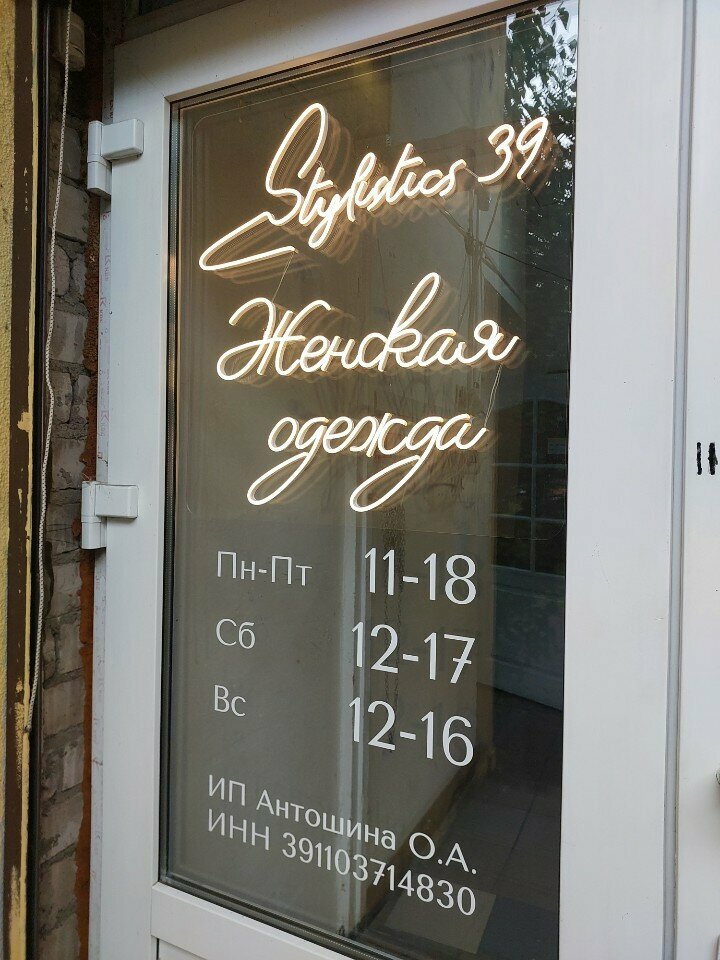 Stylistics 39
Женская
одежда
Пн-Пт 11-18
Сб 12-17
Вс 12-16
ИП Антошина О.А.
ИНН 391103714830